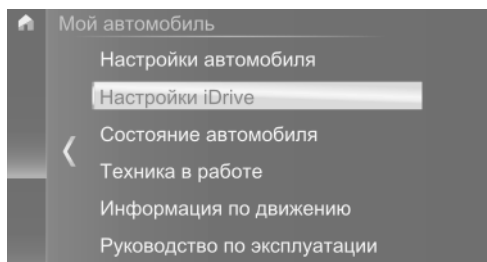 Мой автомобиль
Настройки автомобиля
Настройки iDrive
Состояние автомобиля
Техника в работе
Информация по движению
Руководство по эксплуатации